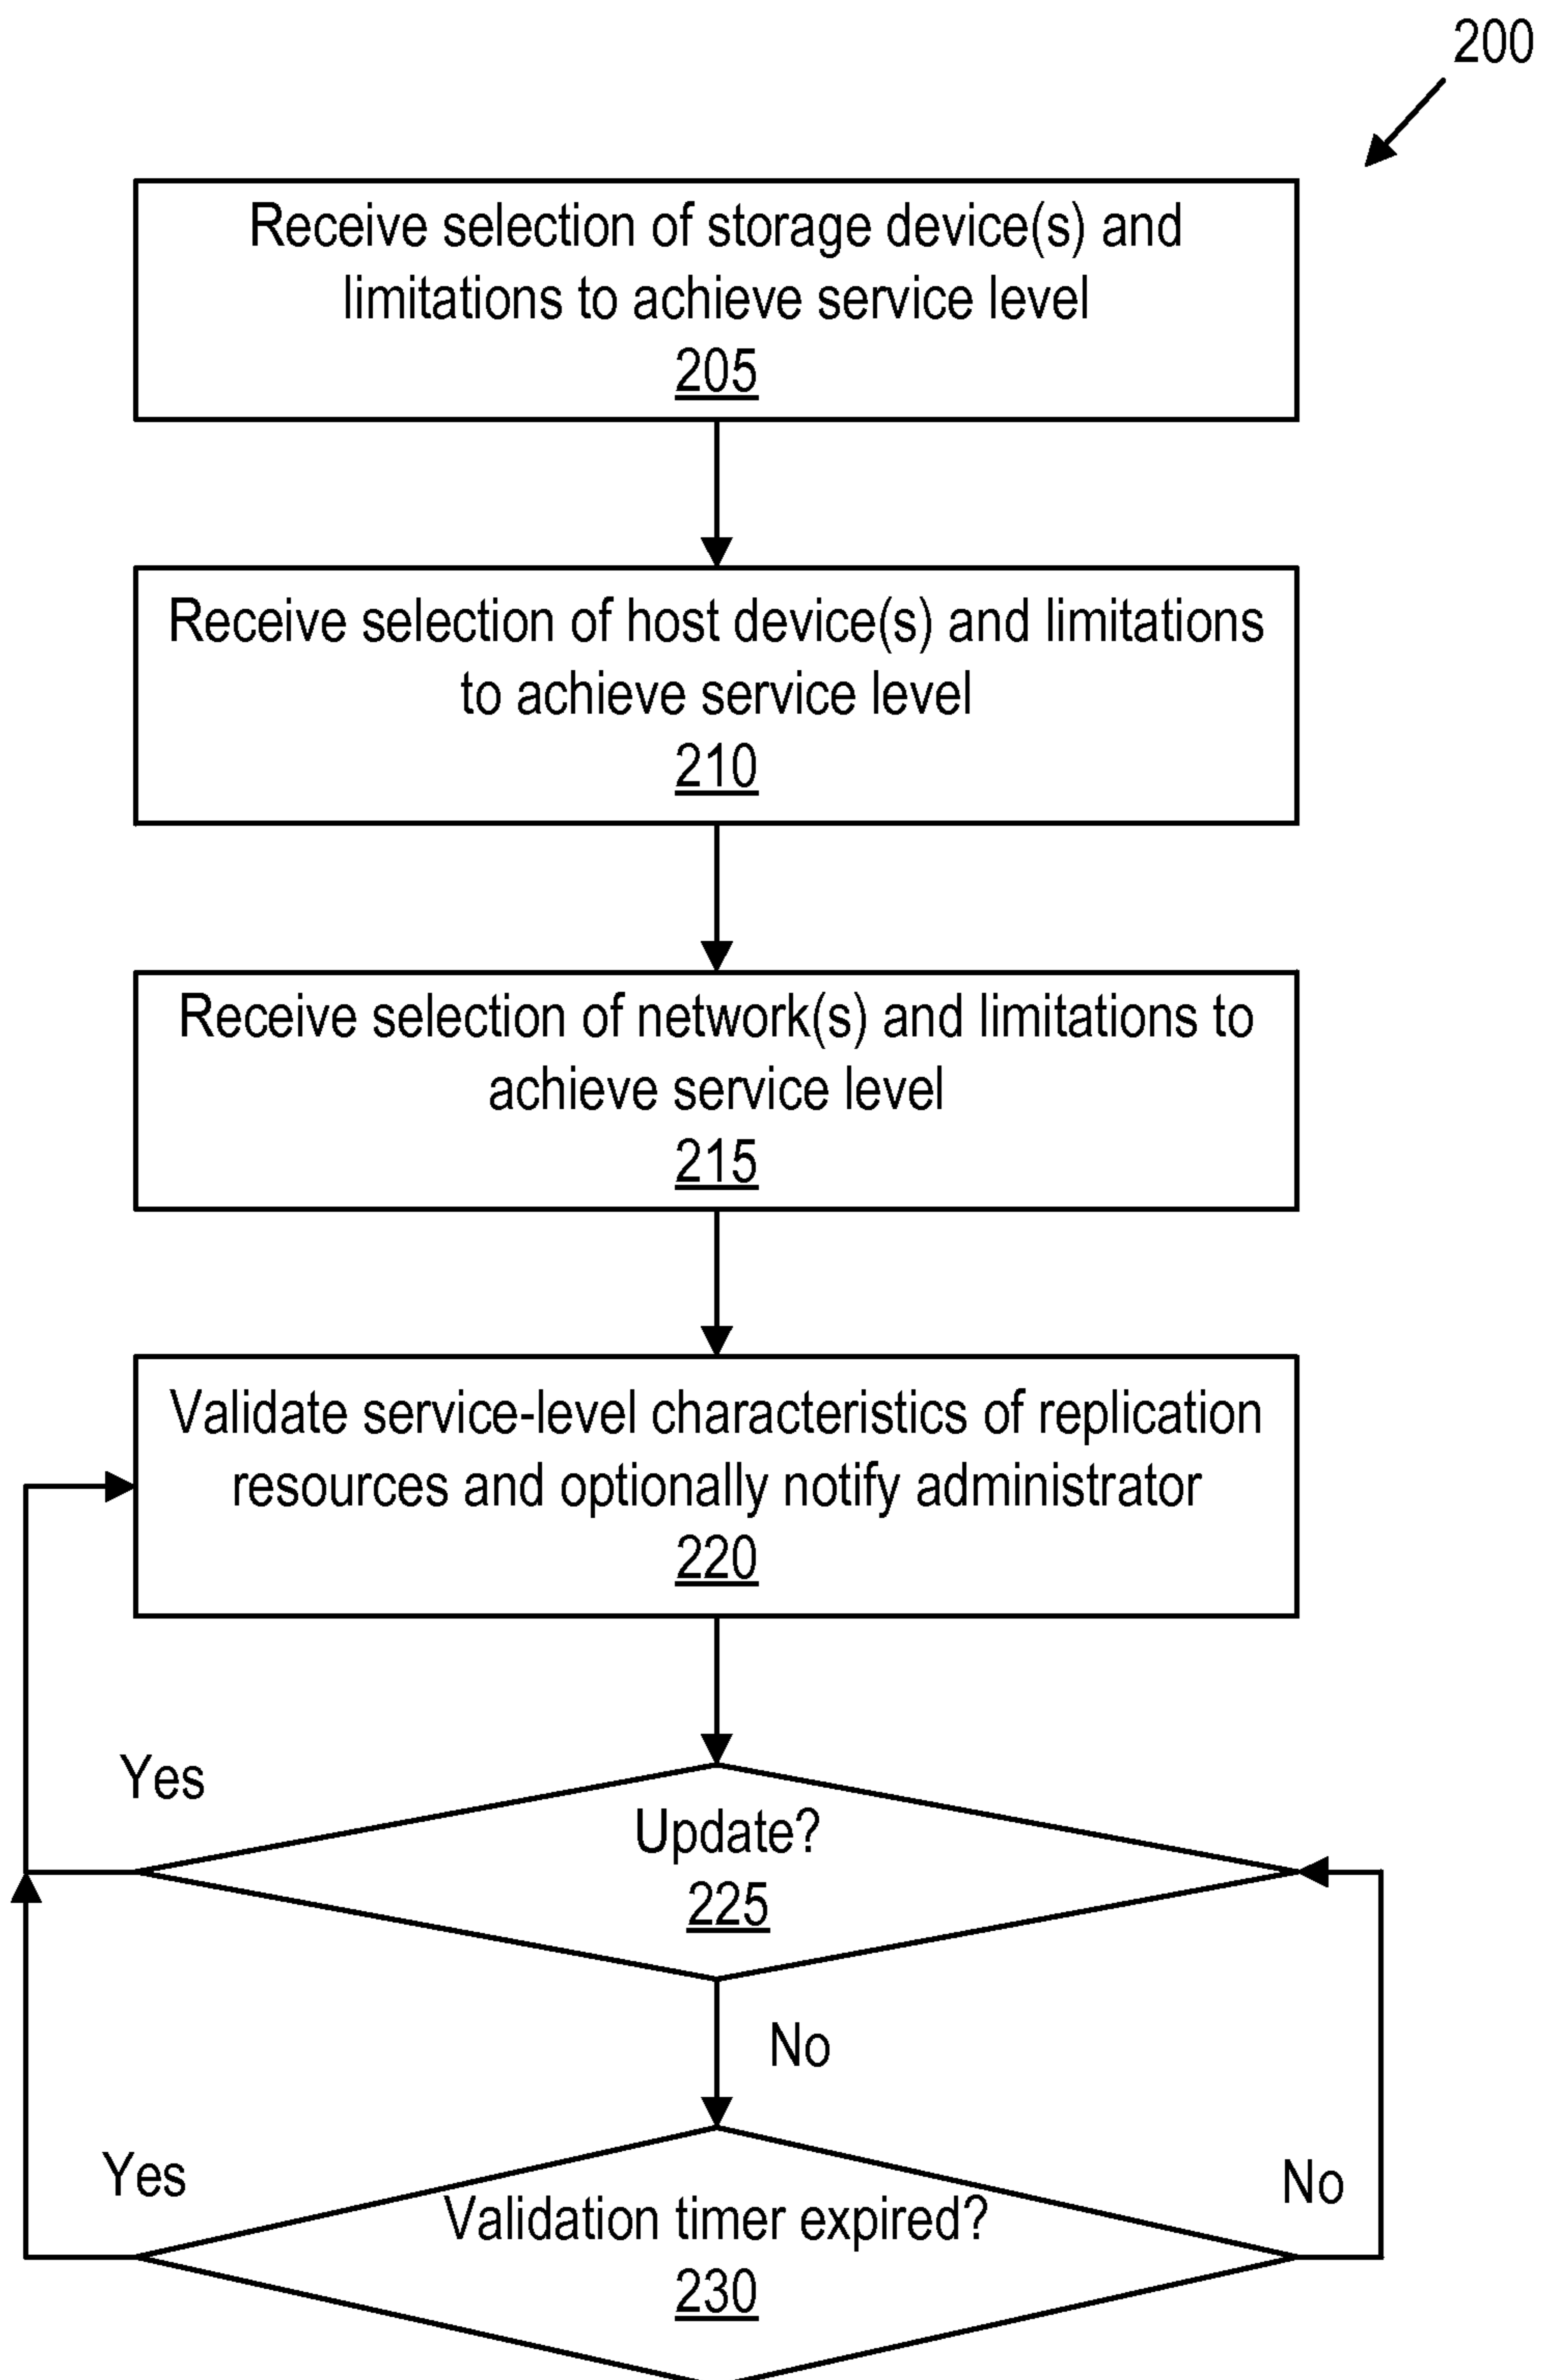 200
Receive selection of storage device(s) and
limitations to achieve service level
205
Receive selection of host device(s) and limitations
to achieve service level
210
Receive selection of network(s) and limitations to
achieve service level
215
Validate service-level characteristics of replication
resources and optionally notify administrator
220
Yes
Update?
225
No
Yes
No
Validation timer expired?
230